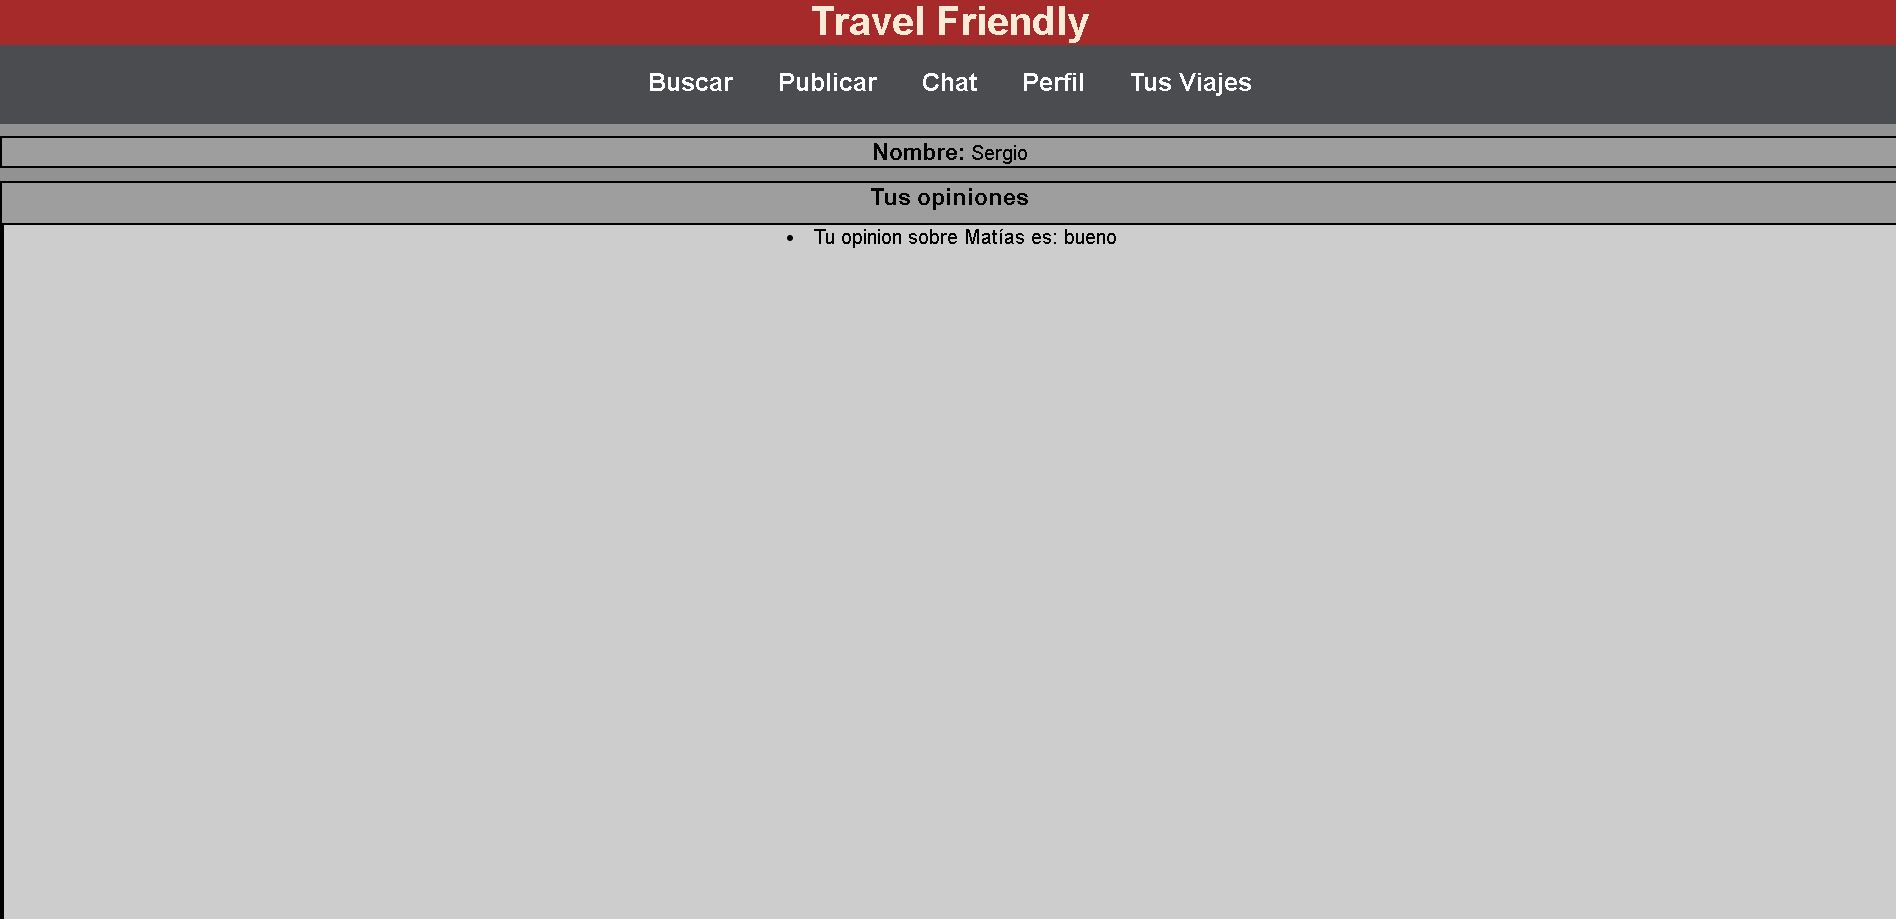 Travel Friendly
Buscar Publicar Chat Perfil Tus Viajes
Nombre: Sergio
Tus opiniones
• Tu opinion sobre Matías es: bueno